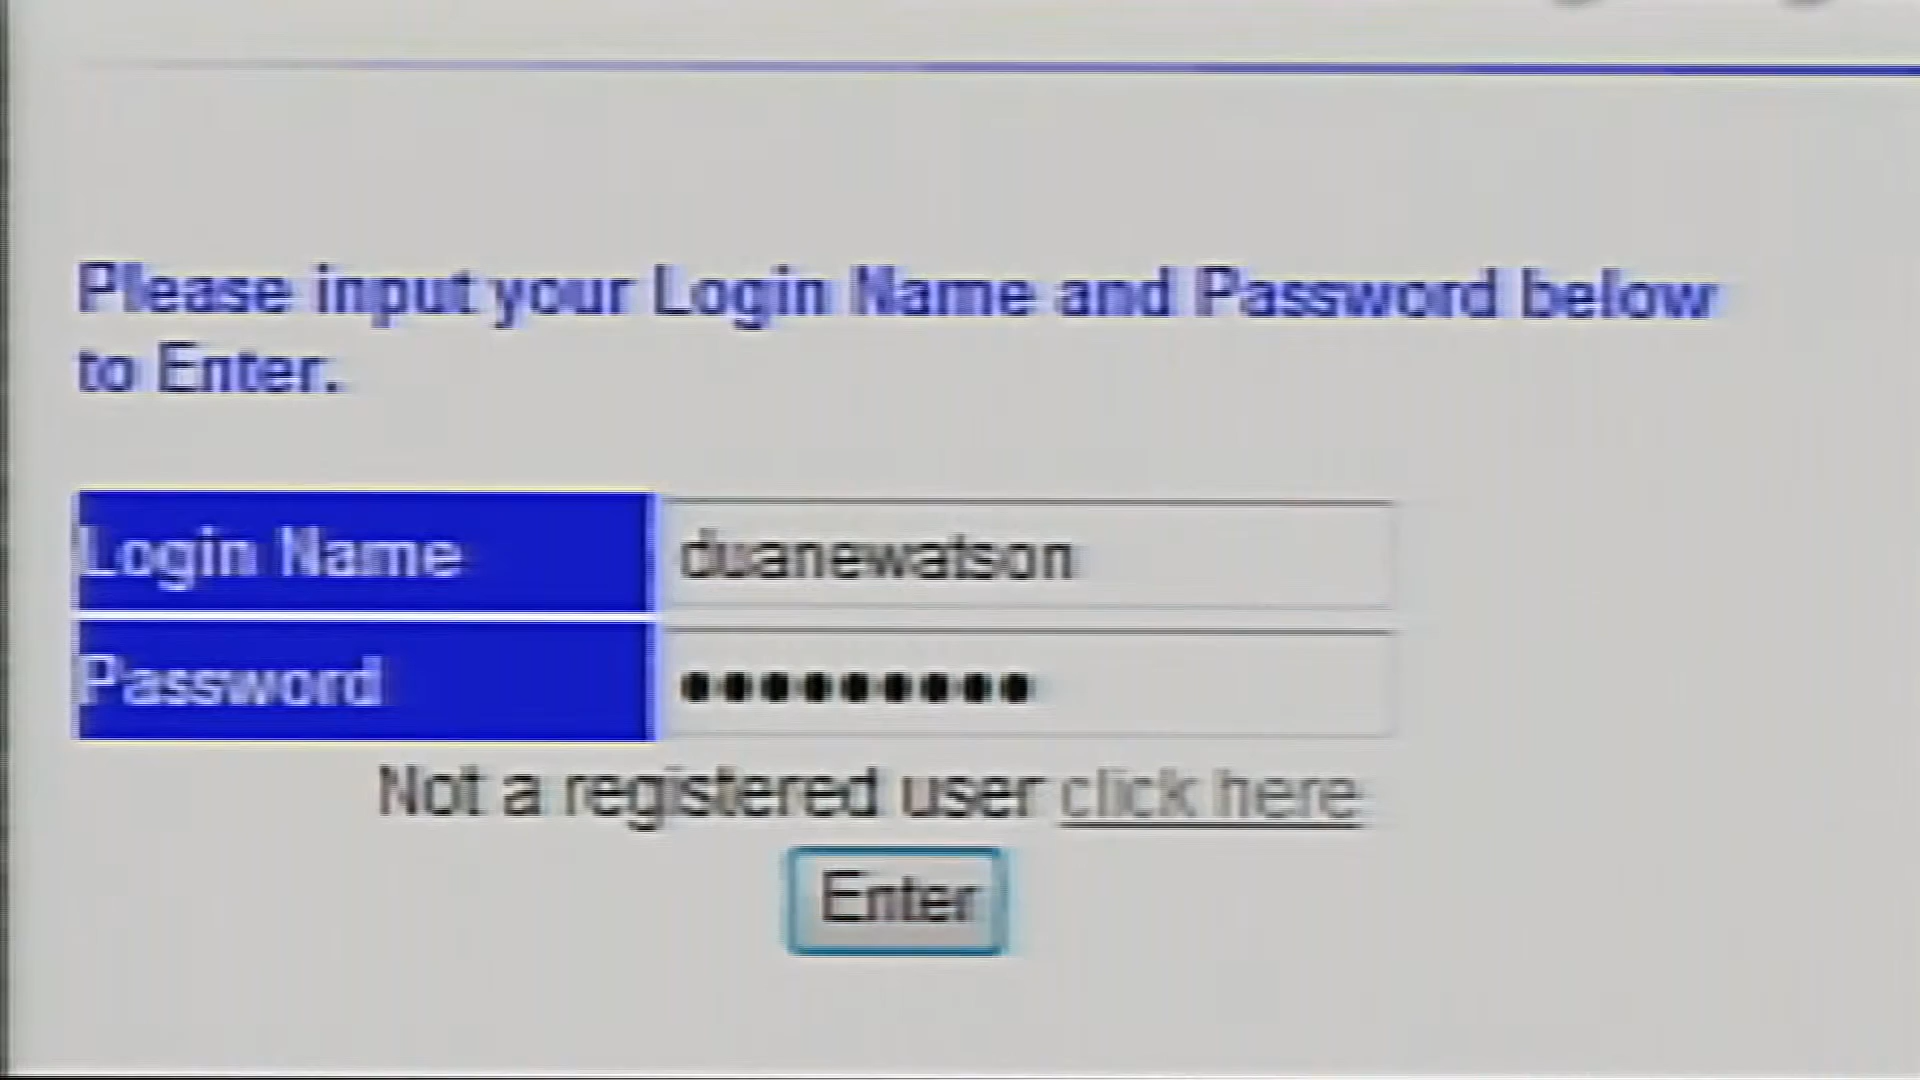 Please input your Login Name and Password below
to Enter.
Login Name duanewatson
Password •••••••••
Not a registered user click here
Enter